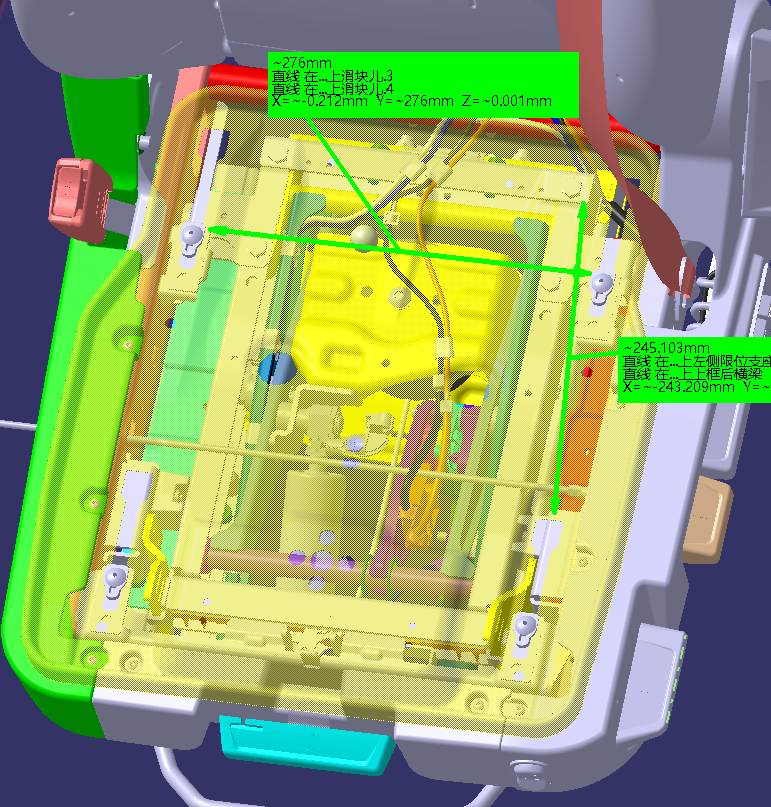 ~276mm
直线 在...上滑块儿.3
直线 在...上滑块儿.4
X=~-0.212mm Y=~276mm Z=~0.001mm
~245.103mm
直线 在...上左侧限位支座
直线 在...上上框后横梁
X=~-243.209mm Y=~